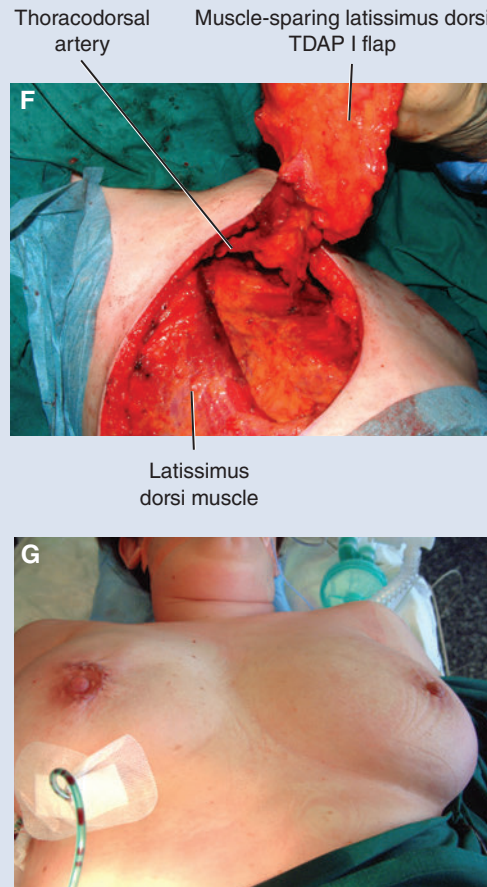 Thoracodorsal
artery
Muscle-sparing latissimus dorsi
TDAP I flap
F
Latissimus
dorsi muscle
G